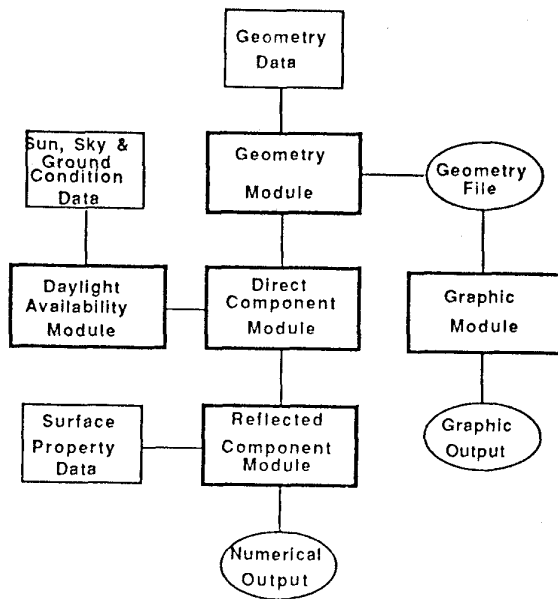 Geometry
Data
Sun, Sky &
Ground
Condition
Data
Geometry
Module
Geometry
File
Daylight
Availability
Module
Direct
Component
Module
Graphic
Module
Surface
Property
Data
Reflected
Component
Module
Graphic
Output
Numerical
Output